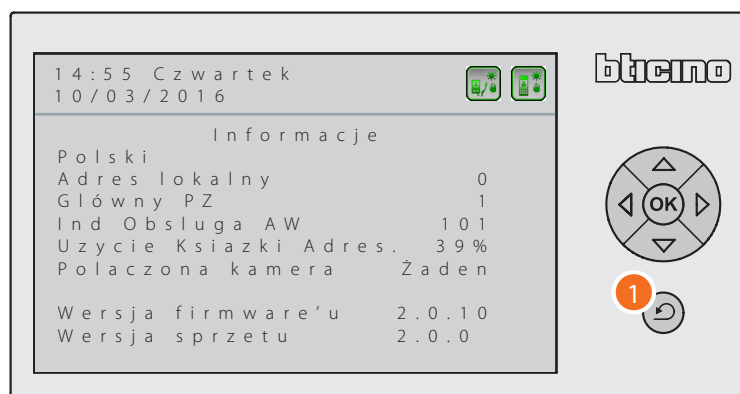 14:55 Czwartek
10/03/2016
bticino
Informacje
Polski
Adres lokalny 0
Glówny PZ 1
Ind Obsluga AW 101
Uzycie Ksiazki Adres. 39%
Polaczona kamera Żaden
OK
1
Wersja firmware'u 2.0.10
Wersja sprzetu 2.0.0